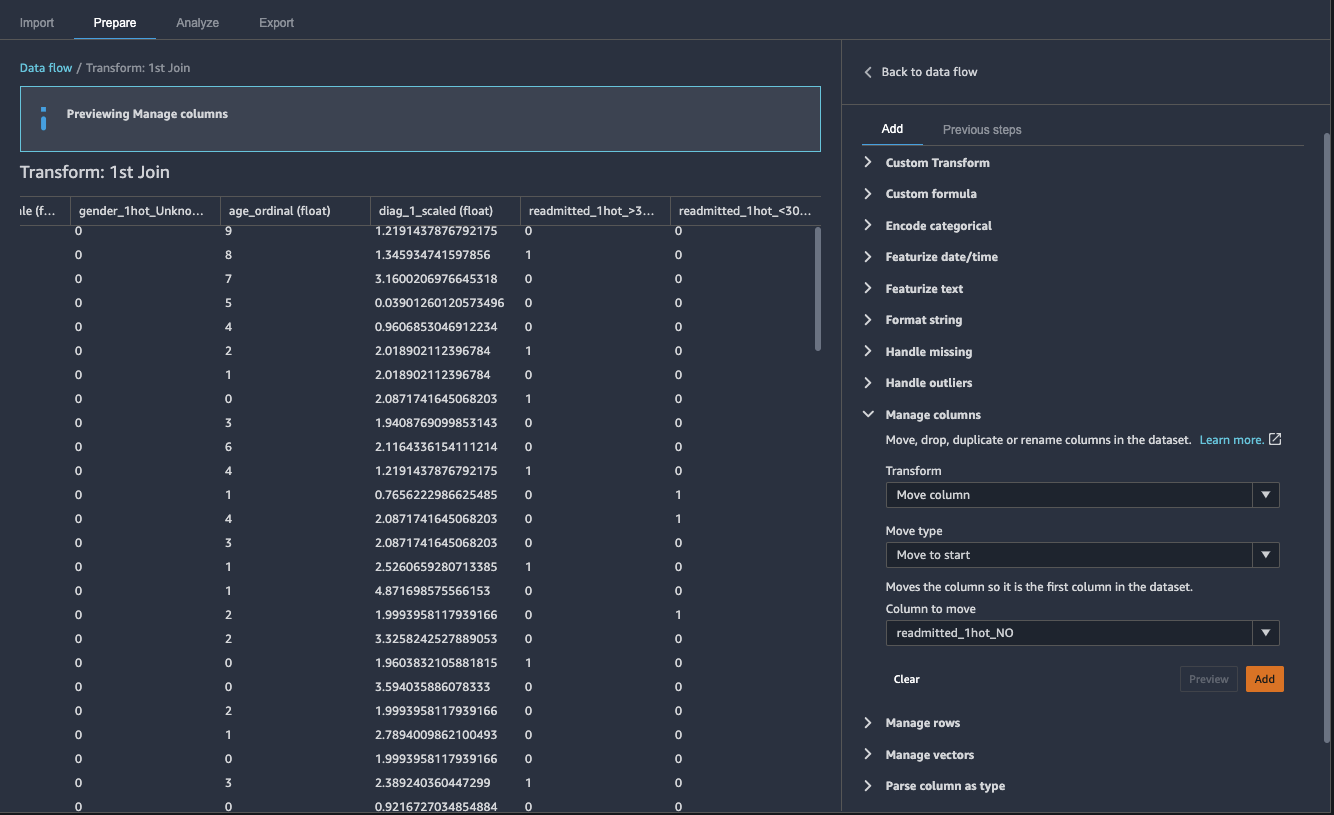 Import Prepare Analyze Export
Data flow / Transform: 1st Join
Previewing Manage columns
Transform: 1st Join
ale (f... gender_1hot_Unkno... age_ordinal (float) diag_1_scaled (float) readmitted_1hot_>3... readmitted_1hot_<30...
0 9 1.2191437876792175 0 0
0 8 1.345934741597856 1 0
0 7 3.1600206976645318 0 0
0 5 0.03901260120573496 0 0
0 4 0.9606853046912234 0 0
0 2 2.018902112396784 1 0
0 1 2.018902112396784 0 0
0 0 2.0871741645068203 1 0
0 3 1.9408769099853143 0 0
0 6 2.1164336154111214 0 0
0 4 1.2191437876792175 1 0
0 1 0.7656222986625485 0 1
0 4 2.0871741645068203 0 1
0 3 2.0871741645068203 0 0
0 1 2.5260659280713385 1 0
0 1 4.871698575566153 0 0
0 2 1.9993958117939166 0 1
0 2 3.3258242527889053 0 0
0 0 1.9603832105881815 1 0
0 0 3.594035886078333 0 0
0 2 1.9993958117939166 0 0
0 1 2.7894009862100493 0 0
0 0 1.9993958117939166 0 0
0 3 2.389240360447299 1 0
0 0 0.9216727034854884 0 0
Back to data flow
Add Previous steps
Custom Transform
Custom formula
Encode categorical
Featurize date/time
Featurize text
Format string
Handle missing
Handle outliers
Manage columns
Move, drop, duplicate or rename columns in the dataset. Learn more.
Transform
Move column
Move type
Move to start
Moves the column so it is the first column in the dataset.
Column to move
readmitted_1hot_NO
Clear Preview Add
Manage rows
Manage vectors
Parse column as type